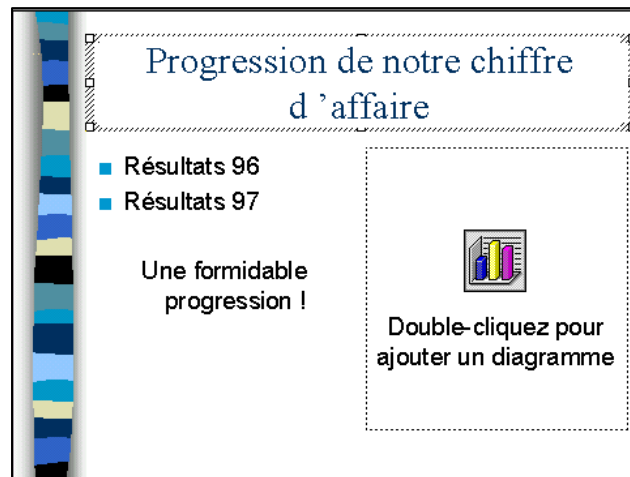 Progression de notre chiffre
d ’affaire
Résultats 96
Résultats 97
Une formidable
progression !
Double-cliquez pour
ajouter un diagramme